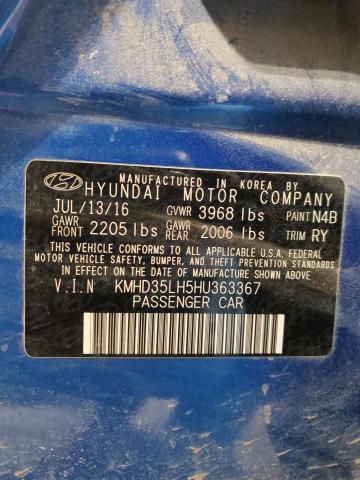 MANUFACTURED IN KOREA BY
HYUNDAI MOTOR COMPANY
JUL/13/16 GVWR 3968 lbs PAINT N4B
GAWR FRONT 2205 lbs GAWR REAR 2006 lbs TRIM RY
THIS VEHICLE CONFORMS TO ALL APPLICABLE U.S.A. FEDERAL
MOTOR VEHICLE SAFETY, BUMPER, AND THEFT PREVENTION
STANDARDS IN EFFECT ON THE DATE OF MANUFACTURE SHOWN ABOVE.
V.I.N KMHD35LH5HU363367
PASSENGER CAR